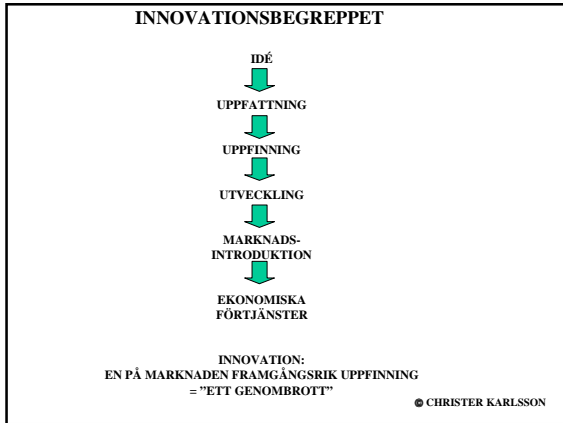 INNOVATIONSBEGREPPET
IDÉ
UPPFATTNING
UPPFINNING
UTVECKLING
MARKNADS-
INTRODUKTION
EKONOMISKA
FÖRTJÄNSTER
INNOVATION:
EN PÅ MARKNADEN FRAMGÅNGSRIK UPPFINNING
= ”ETT GENOMBROTT”
© CHRISTER KARLSSON